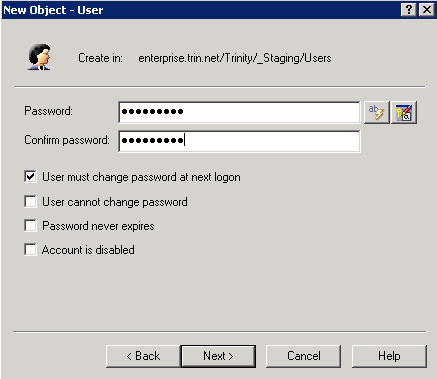 New Object - User
Create in: enterprise.trin.net/Trinity/_Staging/Users
Password: •••••••••
Confirm password: •••••••••
User must change password at next logon
User cannot change password
Password never expires
Account is disabled
< Back Next > Cancel Help